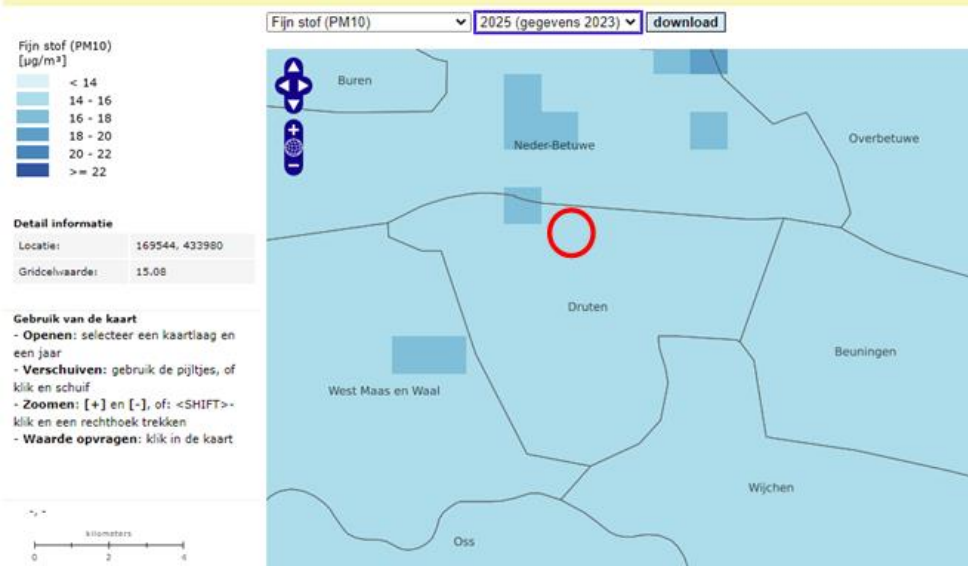 Fijn stof (PM10)
2025 (gegevens 2023)
download
Fijn stof (PM10)
[µg/m³]
< 14
14 - 16
16 - 18
18 - 20
20 - 22
>= 22
Detail informatie
Locatie: 169544, 433980
Gridcelwaarde: 15.08
Gebruik van de kaart
- Openen: selecteer een kaartlaag en
een jaar
- Verschuiven: gebruik de pijltjes, of
klik en schuif
- Zoomen: [+] en [-], of: <SHIFT>-
klik en een rechthoek trekken
- Waarde opvragen: klik in de kaart
-, -
kilometers
0 2 4
Buren
Neder-Betuwe
Overbetuwe
Druten
Beuningen
West Maas en Waal
Wijchen
Oss